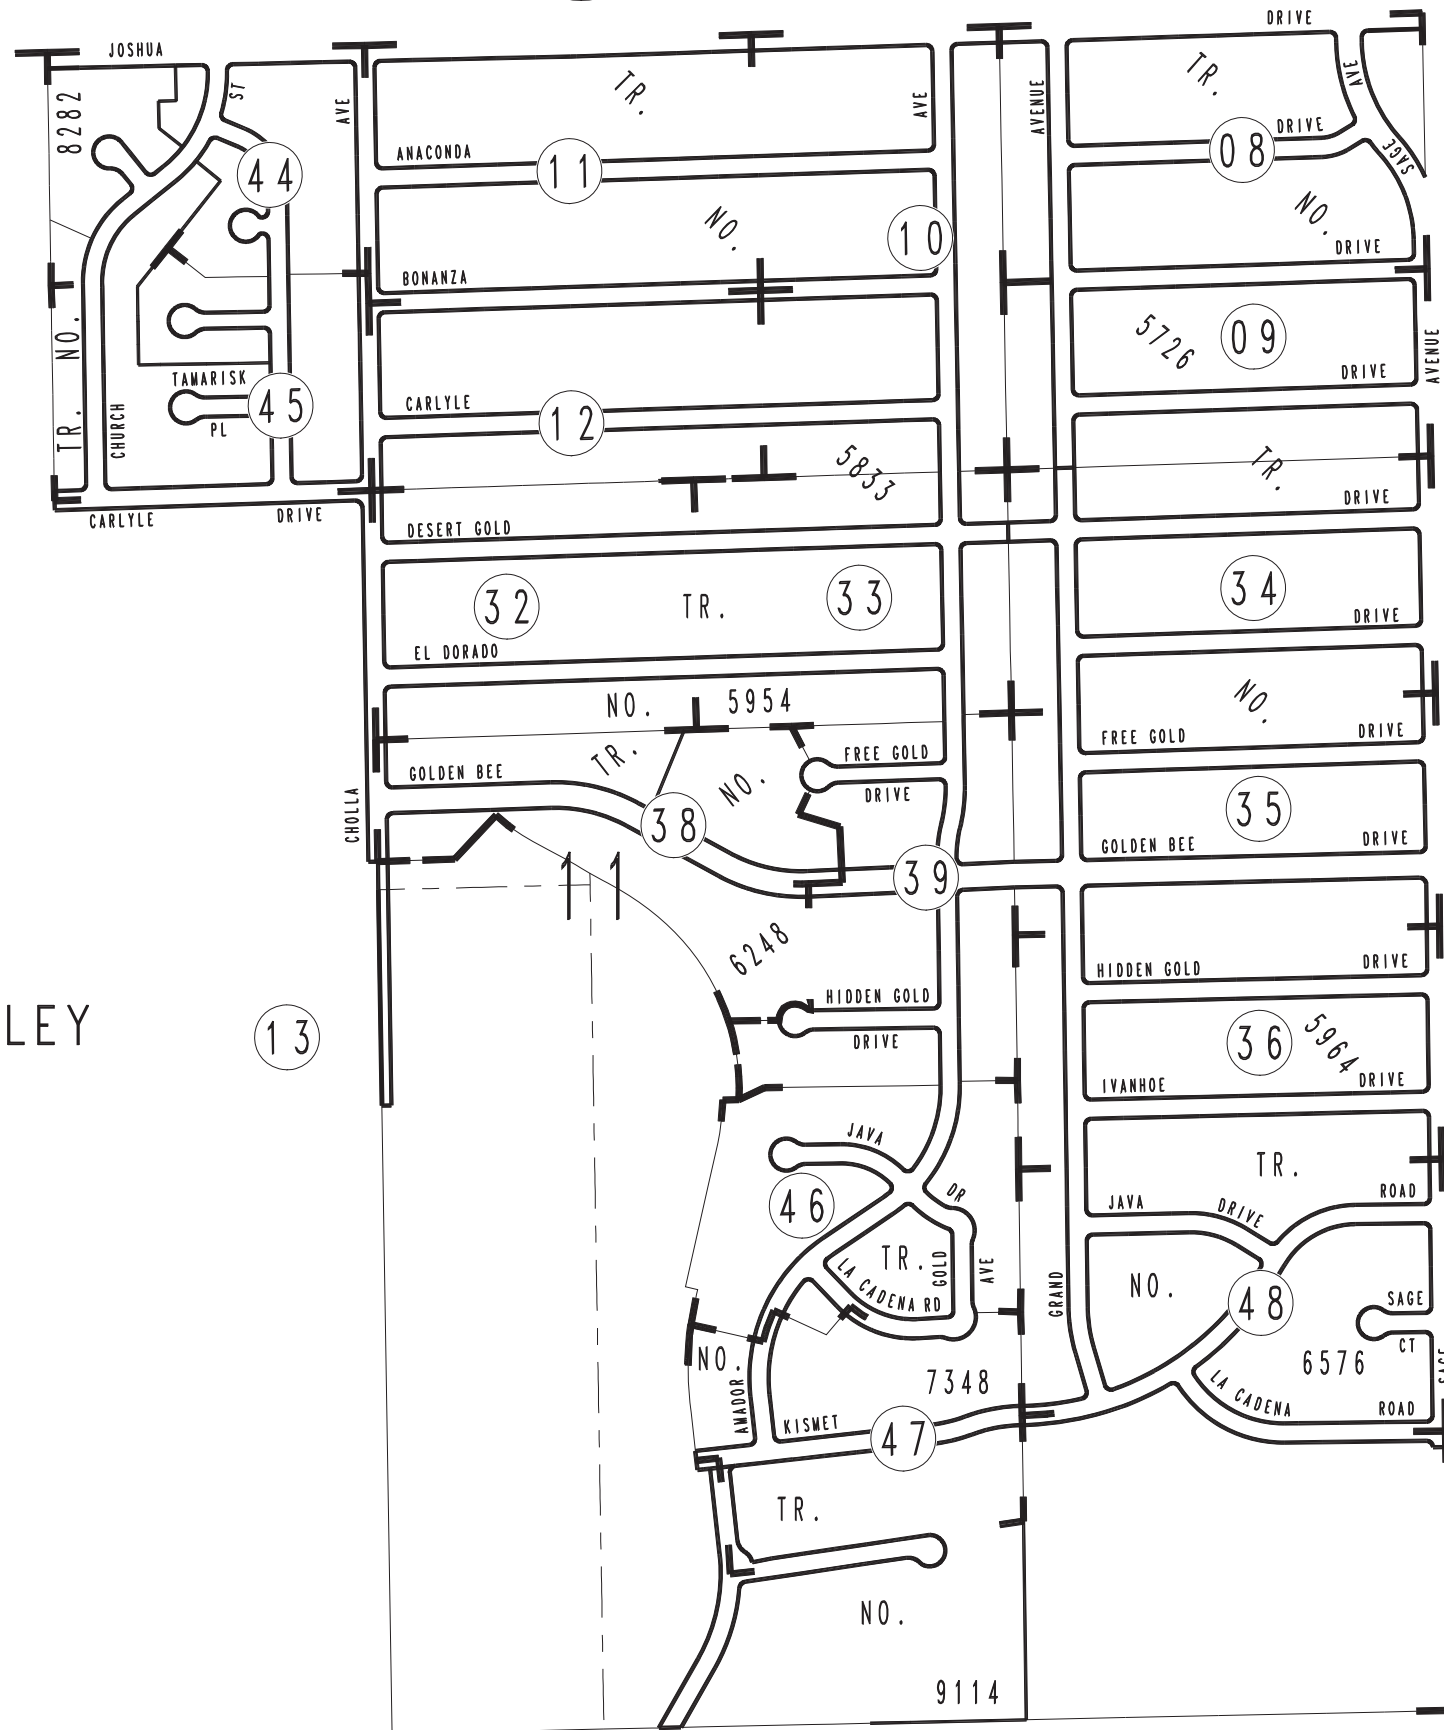 JOSHUA
DRIVE
8282
ST
AVE
TR.
AVE
AVENUE
TR.
AVE
DRIVE
SAGE
44
ANACONDA
11
08
NO.
10
NO.
DRIVE
BONANZA
TR. NO.
5726
09
AVENUE
TAMARISK
PL
45
CHURCH
CARLYLE
12
DRIVE
5833
TR.
DRIVE
CARLYLE
DRIVE
DESERT GOLD
32
TR.
33
34
DRIVE
EL DORADO
NO. 5954
NO.
TR.
NO.
FREE GOLD
DRIVE
FREE GOLD
DRIVE
GOLDEN BEE
CHOLLA
38
35
GOLDEN BEE
DRIVE
11
39
6248
HIDDEN GOLD
DRIVE
LEY
13
HIDDEN GOLD
DRIVE
36
5964
IVANHOE
DRIVE
JAVA
DR
TR.
46
JAVA
DRIVE
ROAD
TR.
GOLD
AVE
LA CADENA RD
GRAND
NO.
48
SAGE
CT
SAGE
NO.
7348
6576
LA CADENA
ROAD
AMADOR
KISMET
47
TR.
NO.
9114